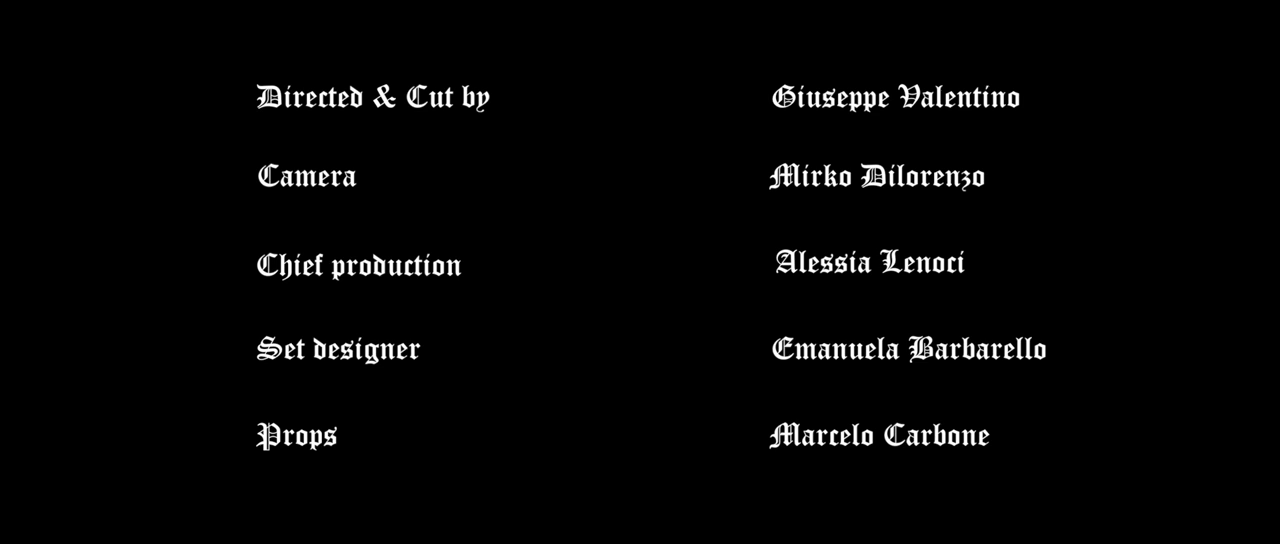 Directed & Cut by Giuseppe Valentino
Camera Mirko Dilorenzo
Chief production Alessia Lenoci
Set designer Emanuela Barbarello
Props Marcelo Carbone